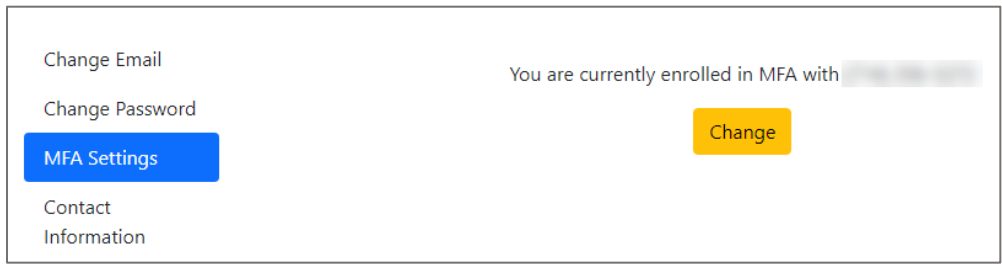 Change Email
Change Password
MFA Settings
Contact
Information
You are currently enrolled in MFA with
Change